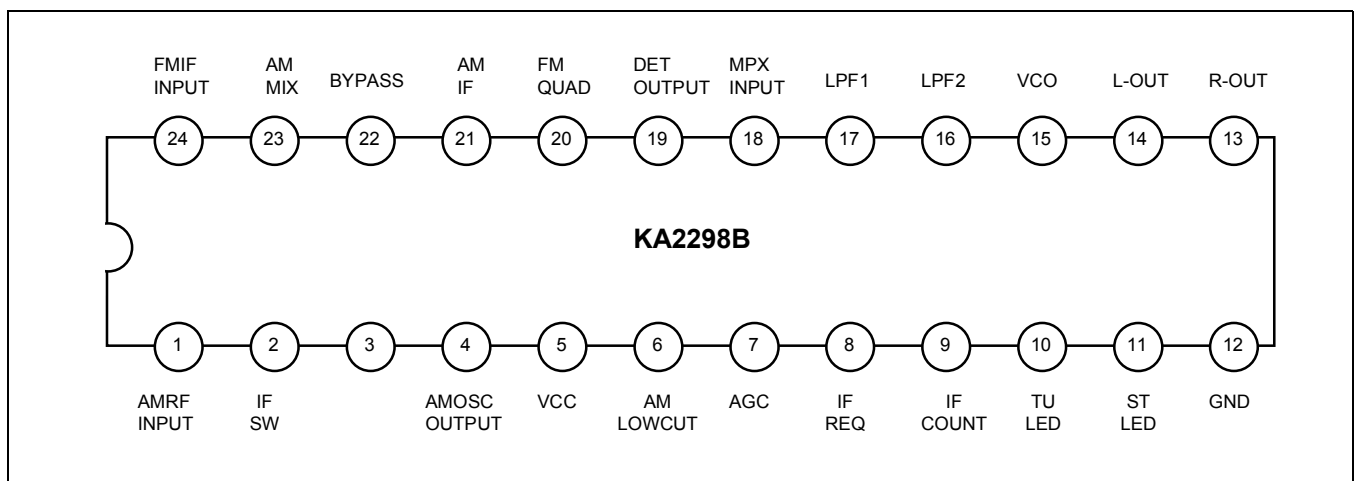 FMIF INPUT
AM MIX
BYPASS
AM IF
FM QUAD
DET OUTPUT
MPX INPUT
LPF1
LPF2
VCO
L-OUT
R-OUT
24 23 22 21 20 19 18 17 16 15 14 13
KA2298B
1 2 3 4 5 6 7 8 9 10 11 12
AMRF INPUT
IF SW
AMOSC OUTPUT
VCC
AM LOWCUT
AGC
IF REQ
IF COUNT
TU LED
ST LED
GND